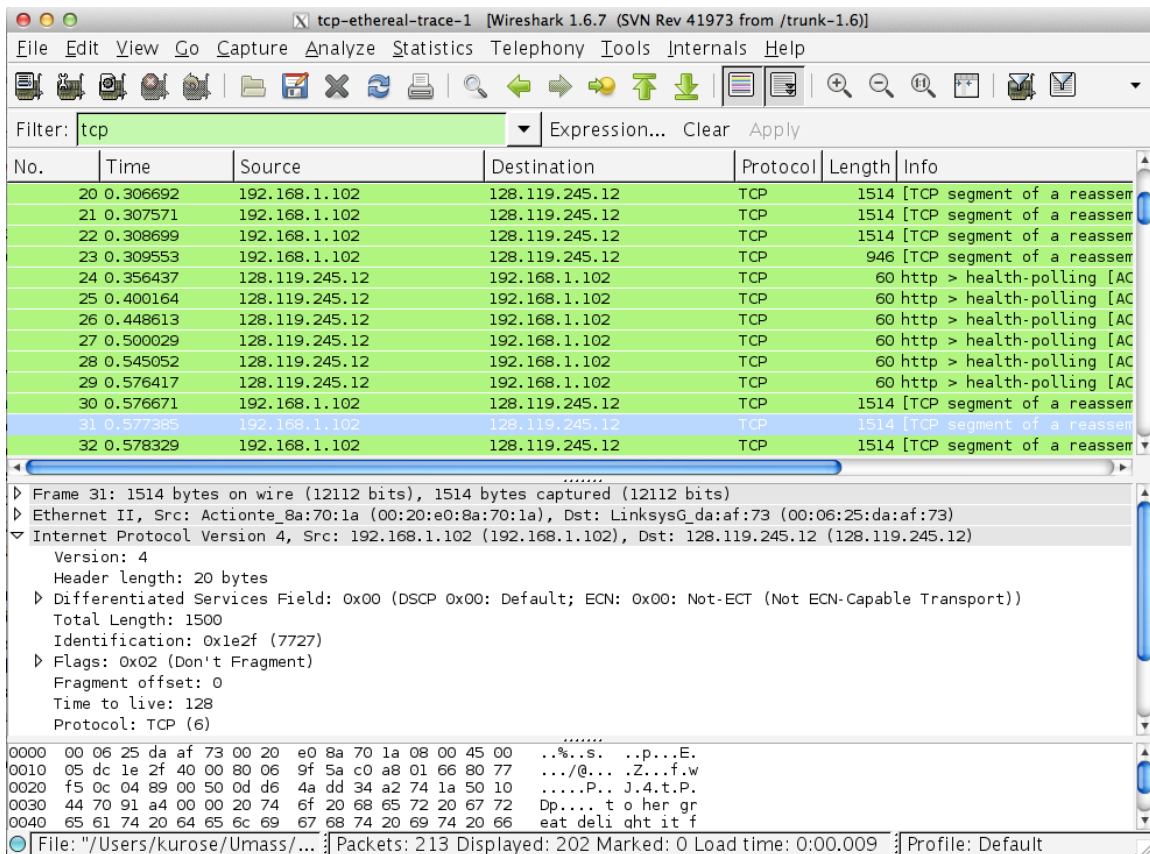 tcp-ethereal-trace-1 [Wireshark 1.6.7 (SVN Rev 41973 from /trunk-1.6)]
File Edit View Go Capture Analyze Statistics Telephony Tools Internals Help
Filter: tcp Expression... Clear Apply
No. Time Source Destination Protocol Length Info
20 0.306692 192.168.1.102 128.119.245.12 TCP 1514 [TCP segment of a reassem
21 0.307571 192.168.1.102 128.119.245.12 TCP 1514 [TCP segment of a reassem
22 0.308699 192.168.1.102 128.119.245.12 TCP 1514 [TCP segment of a reassem
23 0.309553 192.168.1.102 128.119.245.12 TCP 946 [TCP segment of a reassem
24 0.356437 128.119.245.12 192.168.1.102 TCP 60 http > health-polling [AC
25 0.400164 128.119.245.12 192.168.1.102 TCP 60 http > health-polling [AC
26 0.448613 128.119.245.12 192.168.1.102 TCP 60 http > health-polling [AC
27 0.500029 128.119.245.12 192.168.1.102 TCP 60 http > health-polling [AC
28 0.545052 128.119.245.12 192.168.1.102 TCP 60 http > health-polling [AC
29 0.576417 128.119.245.12 192.168.1.102 TCP 60 http > health-polling [AC
30 0.576671 192.168.1.102 128.119.245.12 TCP 1514 [TCP segment of a reassem
31 0.577385 192.168.1.102 128.119.245.12 TCP 1514 [TCP segment of a reassem
32 0.578329 192.168.1.102 128.119.245.12 TCP 1514 [TCP segment of a reassem
Frame 31: 1514 bytes on wire (12112 bits), 1514 bytes captured (12112 bits)
Ethernet II, Src: Actionte_8a:70:1a (00:20:e0:8a:70:1a), Dst: LinksysG_da:af:73 (00:06:25:da:af:73)
Internet Protocol Version 4, Src: 192.168.1.102 (192.168.1.102), Dst: 128.119.245.12 (128.119.245.12)
Version: 4
Header length: 20 bytes
Differentiated Services Field: 0x00 (DSCP 0x00: Default; ECN: 0x00: Not-ECT (Not ECN-Capable Transport))
Total Length: 1500
Identification: 0x1e2f (7727)
Flags: 0x02 (Don't Fragment)
Fragment offset: 0
Time to live: 128
Protocol: TCP (6)
0000 00 06 25 da af 73 00 20 e0 8a 70 1a 08 00 45 00 ..%..s. ..p...E.
0010 05 dc 1e 2f 40 00 80 06 9f 5a c0 a8 01 66 80 77 .../@... .Z...f.w
0020 f5 0c 04 89 00 50 0d d6 4a dd 34 a2 74 1a 50 10 .....P.. J.4.t.P.
0030 44 70 91 a4 00 00 20 74 6f 20 68 65 72 20 67 72 Dp.... t o her gr
0040 65 61 74 20 64 65 6c 69 67 68 74 20 69 74 20 66 eat deli ght it f
File: "/Users/kurose/Umass/... Packets: 213 Displayed: 202 Marked: 0 Load time: 0:00.009 Profile: Default